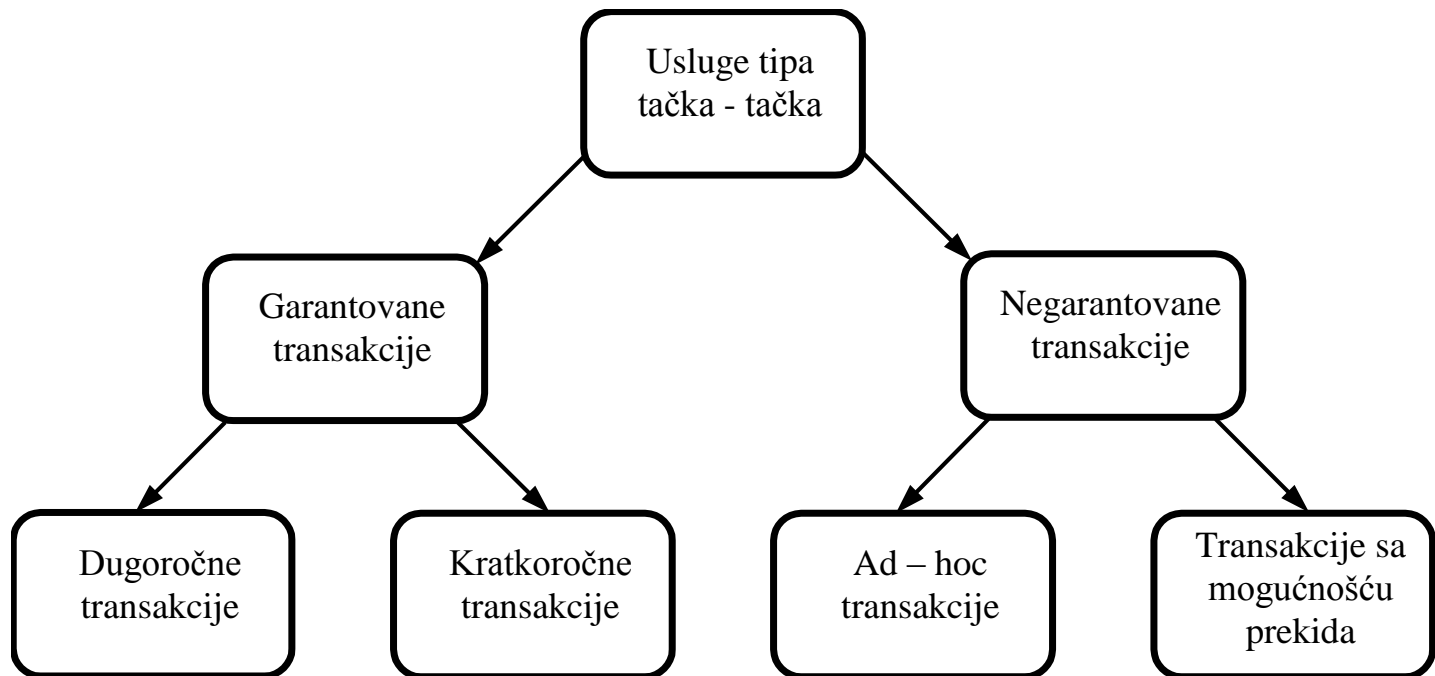 Usluge tipa
tačka - tačka
Garantovane
transakcije
Negarantovane
transakcije
Dugoročne
transakcije
Kratkoročne
transakcije
Ad – hoc
transakcije
Transakcije sa
mogućnošću
prekida